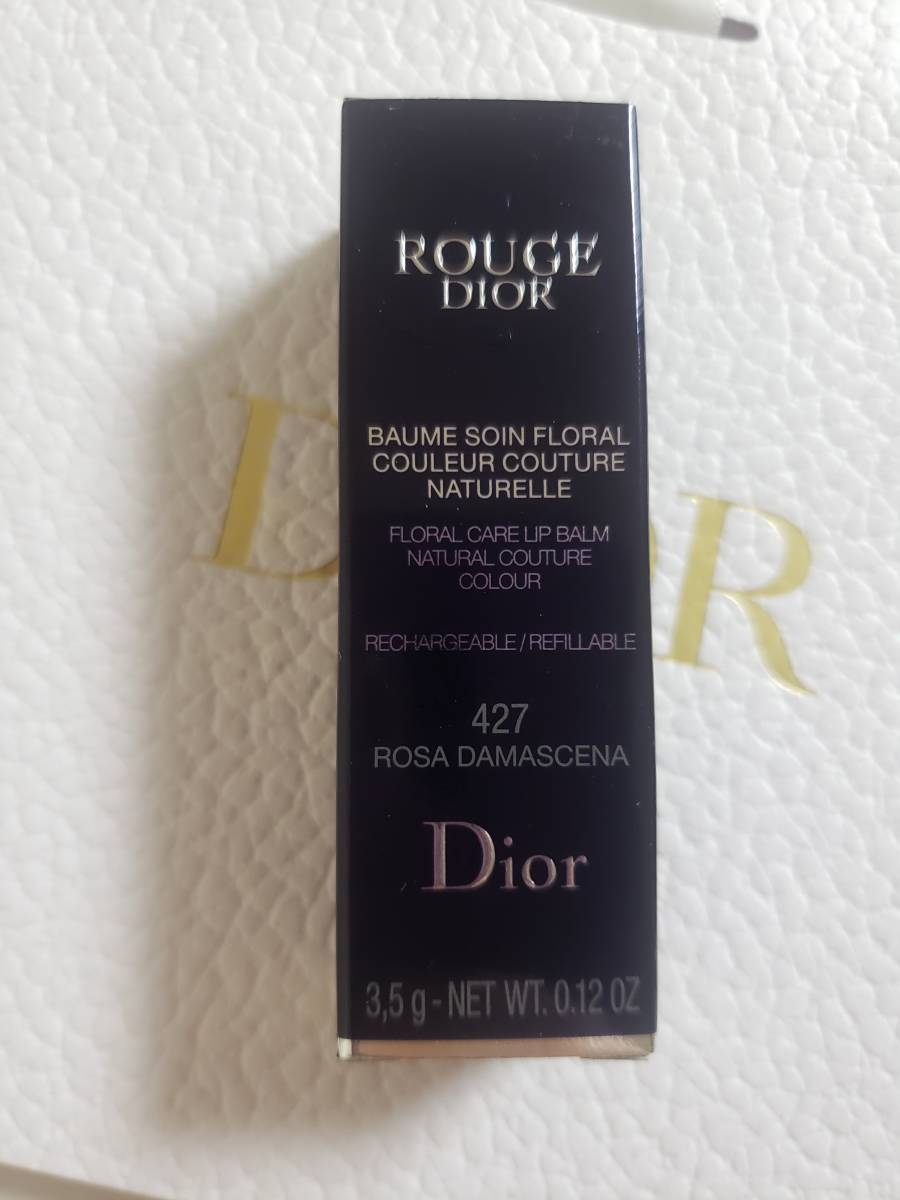 ROUGE
DIOR
BAUME SOIN FLORAL
COULEUR COUTURE
NATURELLE
FLORAL CARE LIP BALM
NATURAL COUTURE
COLOUR
RECHARGEABLE / REFILLABLE
427
ROSA DAMASCENA
Dior
3,5 g - NET WT. 0.12 OZ
DIOR